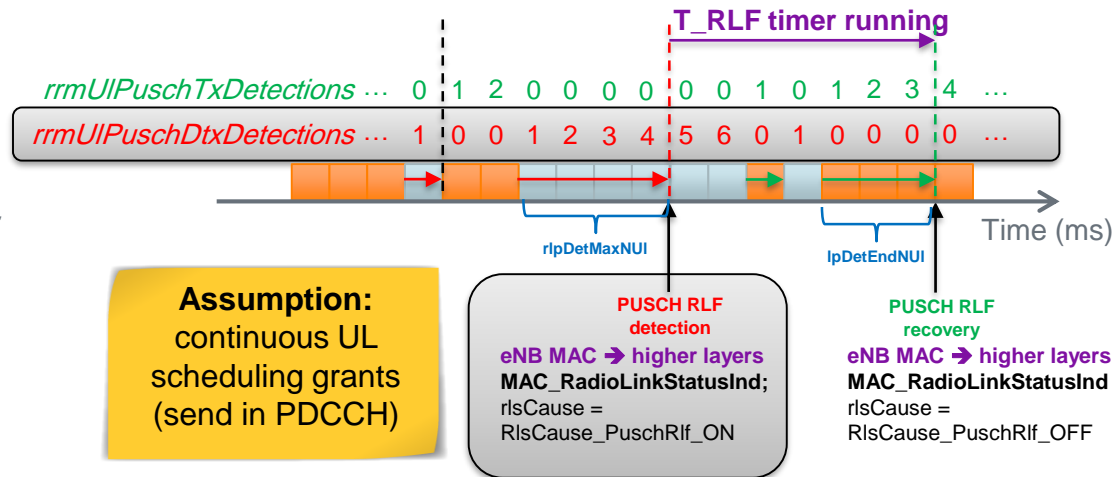 T_RLF timer running
rrmUlPuschTxDetections ... 0 1 2 0 0 0 0 0 0 1 0 1 2 3 4 ...
rrmUlPuschDtxDetections ... 1 0 0 1 2 3 4 5 6 0 1 0 0 0 0 ...
Time (ms)
rlpDetMaxNUl
lpDetEndNUl
Assumption:
continuous UL
scheduling grants
(send in PDCCH)
PUSCH RLF
detection
eNB MAC ➔ higher layers
MAC_RadioLinkStatusInd;
rlsCause =
RlsCause_PuschRlf_ON
PUSCH RLF
recovery
eNB MAC ➔ higher layers
MAC_RadioLinkStatusInd
rlsCause =
RlsCause_PuschRlf_OFF